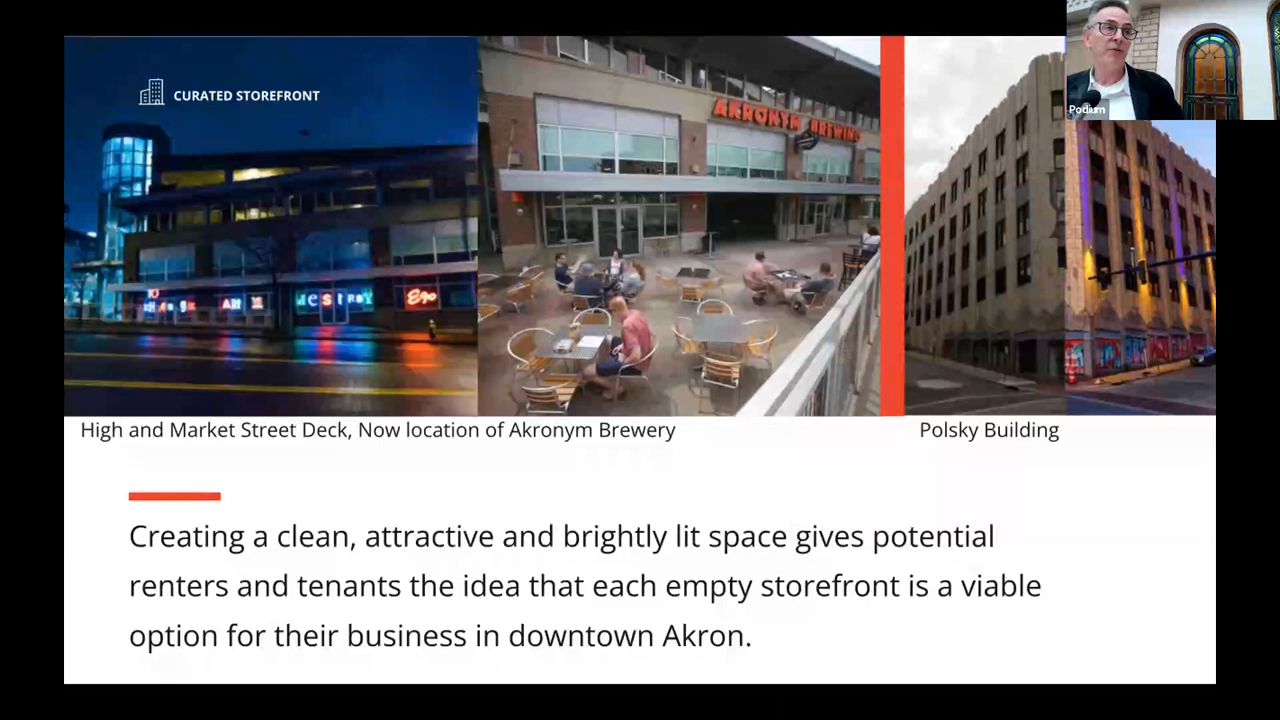 CURATED STOREFRONT
AKRONYM BREWING
Podium
High and Market Street Deck, Now location of Akronym Brewery
Polsky Building
Creating a clean, attractive and brightly lit space gives potential
renters and tenants the idea that each empty storefront is a viable
option for their business in downtown Akron.